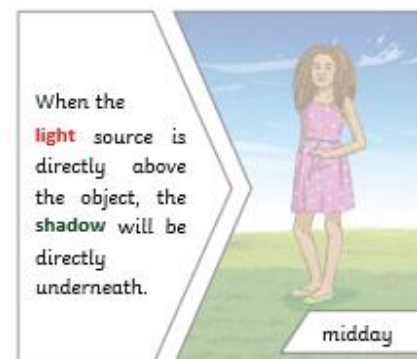 When the
light source is
directly above
the object, the
shadow will be
directly
underneath.
midday